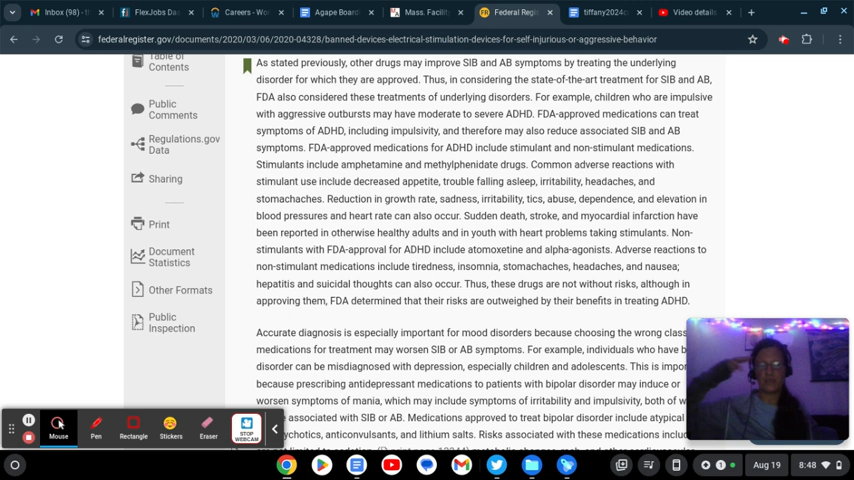 Inbox (98) - t
FlexJobs Das
Careers - Wo
Agape Board
Mass. Facilit
Federal Regi
tiffany2024c
Video details
federalregister.gov/documents/2020/03/06/2020-04328/banned-devices-electrical-stimulation-devices-for-self-injurious-or-aggressive-behavior
Table of
Contents
Public
Comments
Regulations.gov
Data
Sharing
Print
Document
Statistics
Other Formats
Public
Inspection
As stated previously, other drugs may improve SIB and AB symptoms by treating the underlying
disorder for which they are approved. Thus, in considering the state-of-the-art treatment for SIB and AB,
FDA also considered these treatments of underlying disorders. For example, children who are impulsive
with aggressive outbursts may have moderate to severe ADHD. FDA-approved medications can treat
symptoms of ADHD, including impulsivity, and therefore may also reduce associated SIB and AB
symptoms. FDA-approved medications for ADHD include stimulant and non-stimulant medications.
Stimulants include amphetamine and methylphenidate drugs. Common adverse reactions with
stimulant use include decreased appetite, trouble falling asleep, irritability, headaches, and
stomachaches. Reduction in growth rate, sadness, irritability, tics, abuse, dependence, and elevation in
blood pressures and heart rate can also occur. Sudden death, stroke, and myocardial infarction have
been reported in otherwise healthy adults and in youth with heart problems taking stimulants. Non-
stimulants with FDA-approval for ADHD include atomoxetine and alpha-agonists. Adverse reactions to
non-stimulant medications include tiredness, insomnia, stomachaches, headaches, and nausea;
hepatitis and suicidal thoughts can also occur. Thus, these drugs are not without risks, although in
approving them, FDA determined that their risks are outweighed by their benefits in treating ADHD.
Accurate diagnosis is especially important for mood disorders because choosing the wrong class
medications for treatment may worsen SIB or AB symptoms. For example, individuals who have b
disorder can be misdiagnosed with depression, especially children and adolescents. This is impor
because prescribing antidepressant medications to patients with bipolar disorder may induce or
worsen symptoms of mania, which may include symptoms of irritability and impulsivity, both of w
associated with SIB or AB. Medications approved to treat bipolar disorder include atypical
ychotics, anticonvulsants, and lithium salts. Risks associated with these medications includ
Mouse
Pen
Rectangle
Stickers
Eraser
STOP
WEBCAM
1
Aug 19
8:48